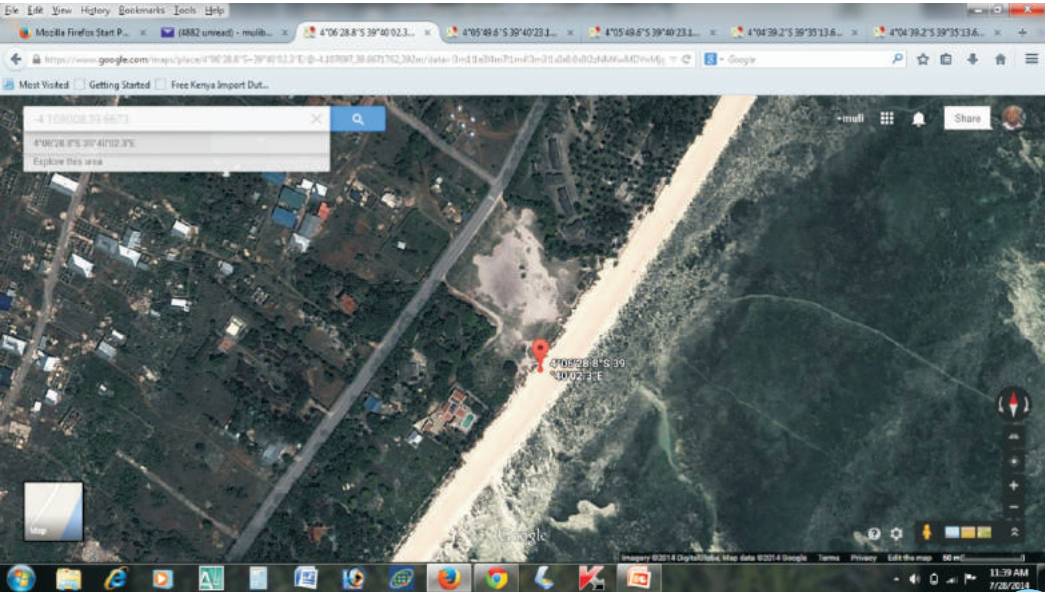 File Edit View History Bookmarks Tools Help
Mozilla Firefox Start P... × (4882 unread) - mulib... × 4°06'28.8"S 39°40'02.3... × 4°05'49.6"S 39°40'23.1... × 4°05'49.6"S 39°40'23.1... × 4°04'39.2"S 39°35'13.6... × 4°04'39.2"S 39°35'13.6... × +
Google
Most Visited Getting Started Free Kenya Import Dut...
+muli Share
4°06'28.8"S 39°40'02.3"E
Explore this area
4°06'28.8"S 39
°40'02.3"E
Map
Google
Imagery ©2014 DigitalGlobe, Map data ©2014 Google Terms Privacy Edit the map 50 m
11:39 AM
7/28/2014